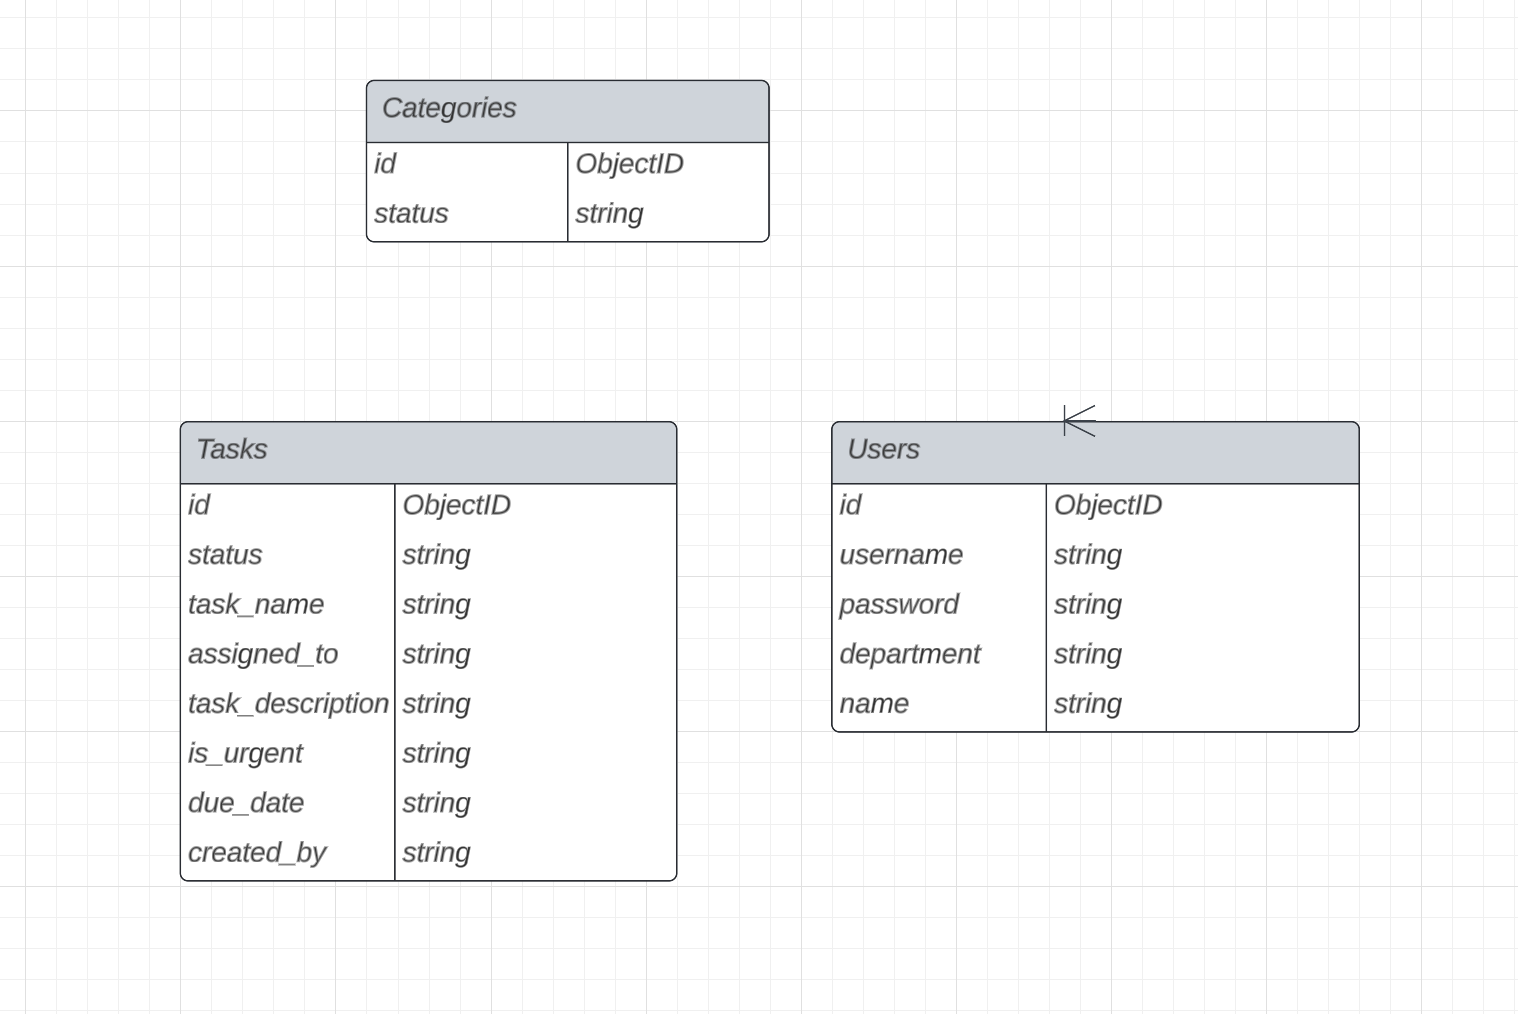 Categories
id ObjectID
status string
Tasks
id ObjectID
status string
task_name string
assigned_to string
task_description string
is_urgent string
due_date string
created_by string
Users
id ObjectID
username string
password string
department string
name string